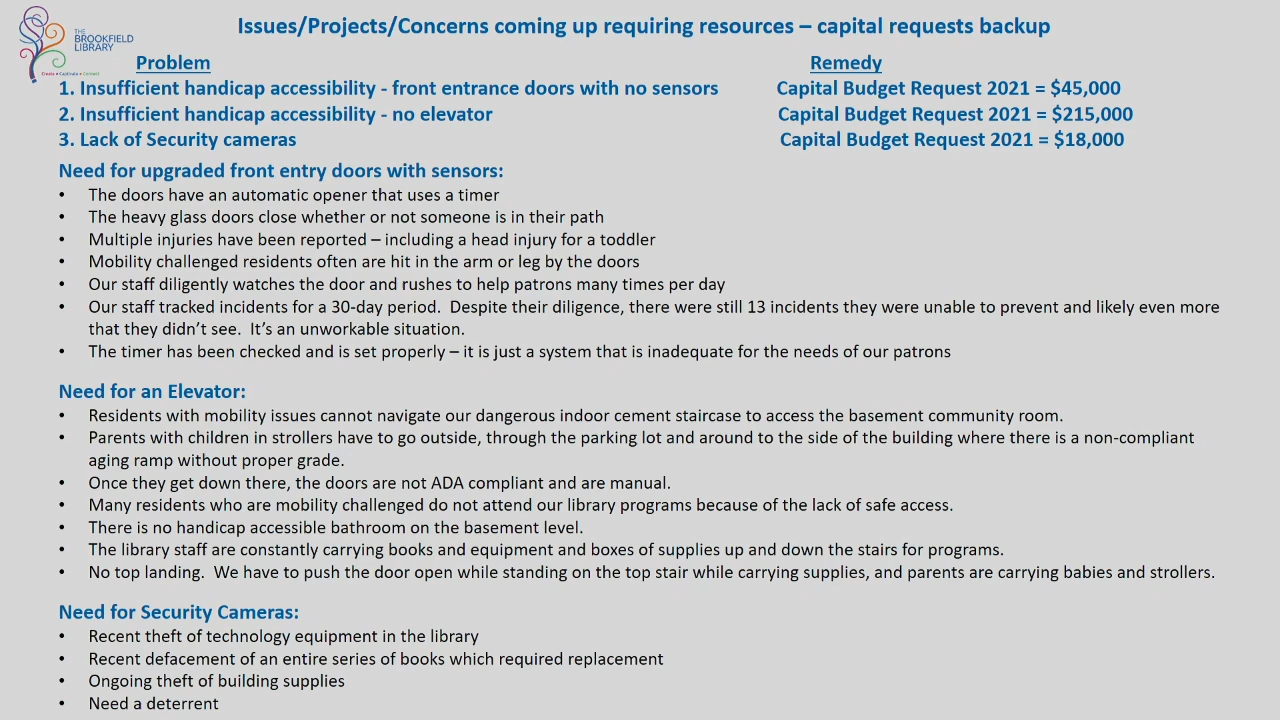 THE
BROOKFIELD
LIBRARY
Create • Captivate • Connect
Issues/Projects/Concerns coming up requiring resources – capital requests backup
Problem Remedy
1. Insufficient handicap accessibility - front entrance doors with no sensors Capital Budget Request 2021 = $45,000
2. Insufficient handicap accessibility - no elevator Capital Budget Request 2021 = $215,000
3. Lack of Security cameras Capital Budget Request 2021 = $18,000
Need for upgraded front entry doors with sensors:
• The doors have an automatic opener that uses a timer
• The heavy glass doors close whether or not someone is in their path
• Multiple injuries have been reported – including a head injury for a toddler
• Mobility challenged residents often are hit in the arm or leg by the doors
• Our staff diligently watches the door and rushes to help patrons many times per day
• Our staff tracked incidents for a 30-day period. Despite their diligence, there were still 13 incidents they were unable to prevent and likely even more
that they didn't see. It's an unworkable situation.
• The timer has been checked and is set properly – it is just a system that is inadequate for the needs of our patrons
Need for an Elevator:
• Residents with mobility issues cannot navigate our dangerous indoor cement staircase to access the basement community room.
• Parents with children in strollers have to go outside, through the parking lot and around to the side of the building where there is a non-compliant
aging ramp without proper grade.
• Once they get down there, the doors are not ADA compliant and are manual.
• Many residents who are mobility challenged do not attend our library programs because of the lack of safe access.
• There is no handicap accessible bathroom on the basement level.
• The library staff are constantly carrying books and equipment and boxes of supplies up and down the stairs for programs.
• No top landing. We have to push the door open while standing on the top stair while carrying supplies, and parents are carrying babies and strollers.
Need for Security Cameras:
• Recent theft of technology equipment in the library
• Recent defacement of an entire series of books which required replacement
• Ongoing theft of building supplies
• Need a deterrent